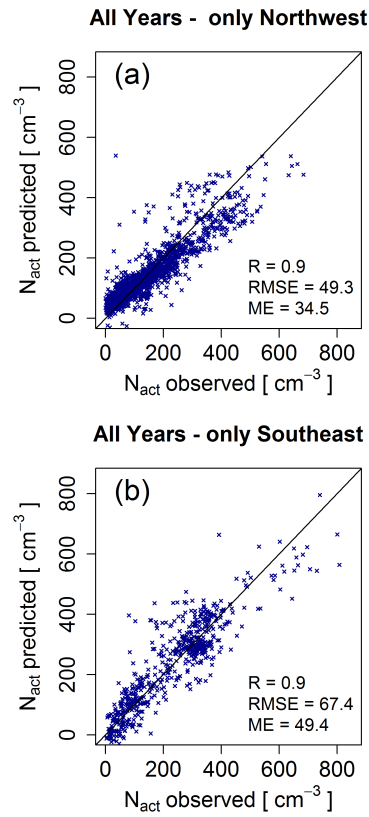 All Years - only Northwest
(a)
N_act predicted [ cm⁻³ ]
0 200 400 600 800
R = 0.9
RMSE = 49.3
ME = 34.5
0 200 400 600 800
N_act observed [ cm⁻³ ]
All Years - only Southeast
(b)
N_act predicted [ cm⁻³ ]
0 200 400 600 800
R = 0.9
RMSE = 67.4
ME = 49.4
0 200 400 600 800
N_act observed [ cm⁻³ ]